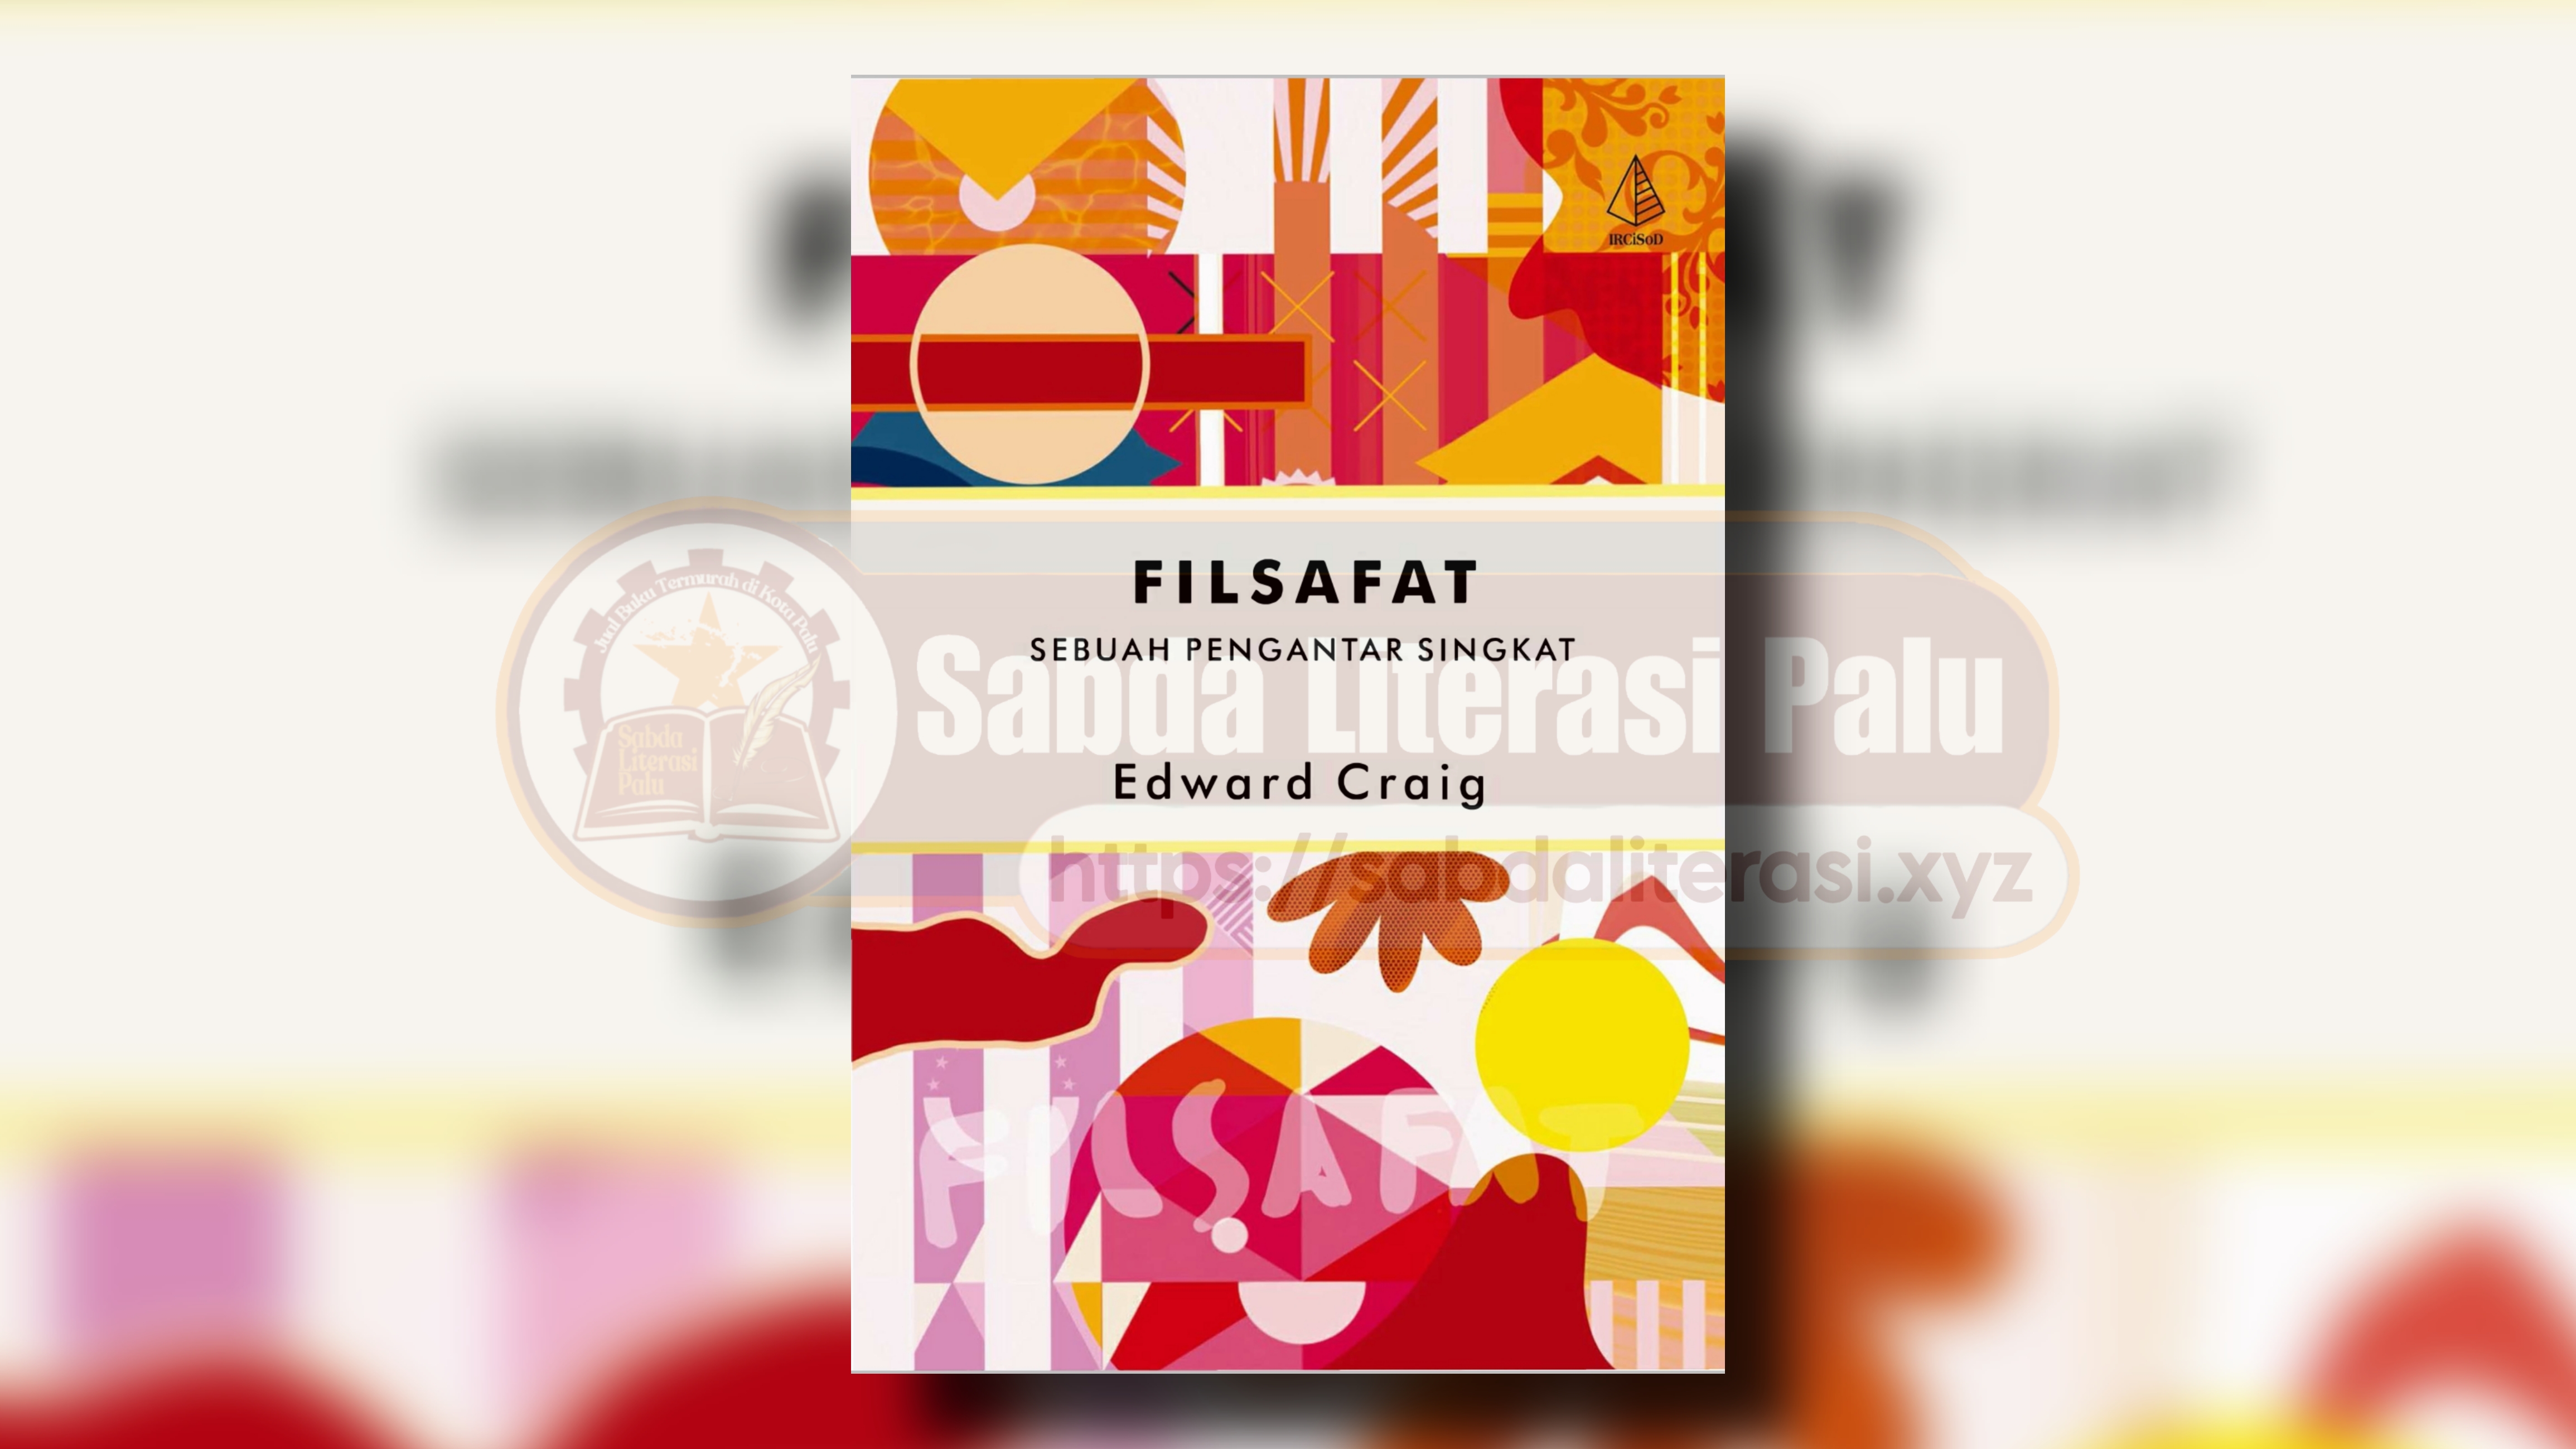 IRCiSoD
FILSAFAT
SEBUAH PENGANTAR SINGKAT
Jual Buku Termurah di Kota Palu
Sabda
Literasi
Palu
Sabda Literasi Palu
Edward Craig
https://sabdaliterasi.xyz
FILSAFAT